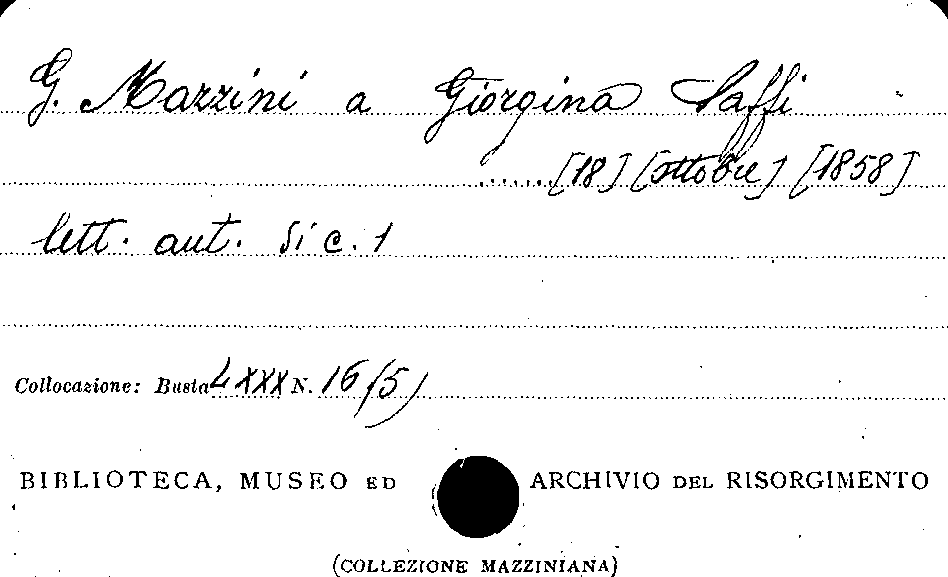 G. Mazzini a Giorgina Saffi
......[18] [ottobre] [1858]
lett. aut. di c. 1
Collocazione: Busta LXXX N. 16 (5)
BIBLIOTECA, MUSEO ED ARCHIVIO DEL RISORGIMENTO
(COLLEZIONE MAZZINIANA)